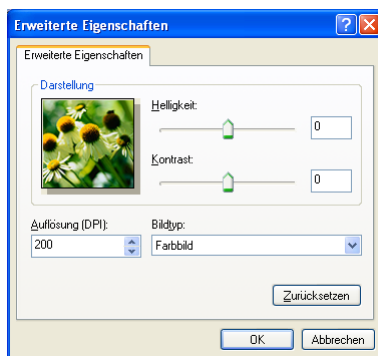 Erweiterte Eigenschaften
Erweiterte Eigenschaften
Darstellung
Helligkeit:
0
Kontrast:
0
Auflösung (DPI):
Bildtyp:
200
Farbbild
Zurücksetzen
OK
Abbrechen